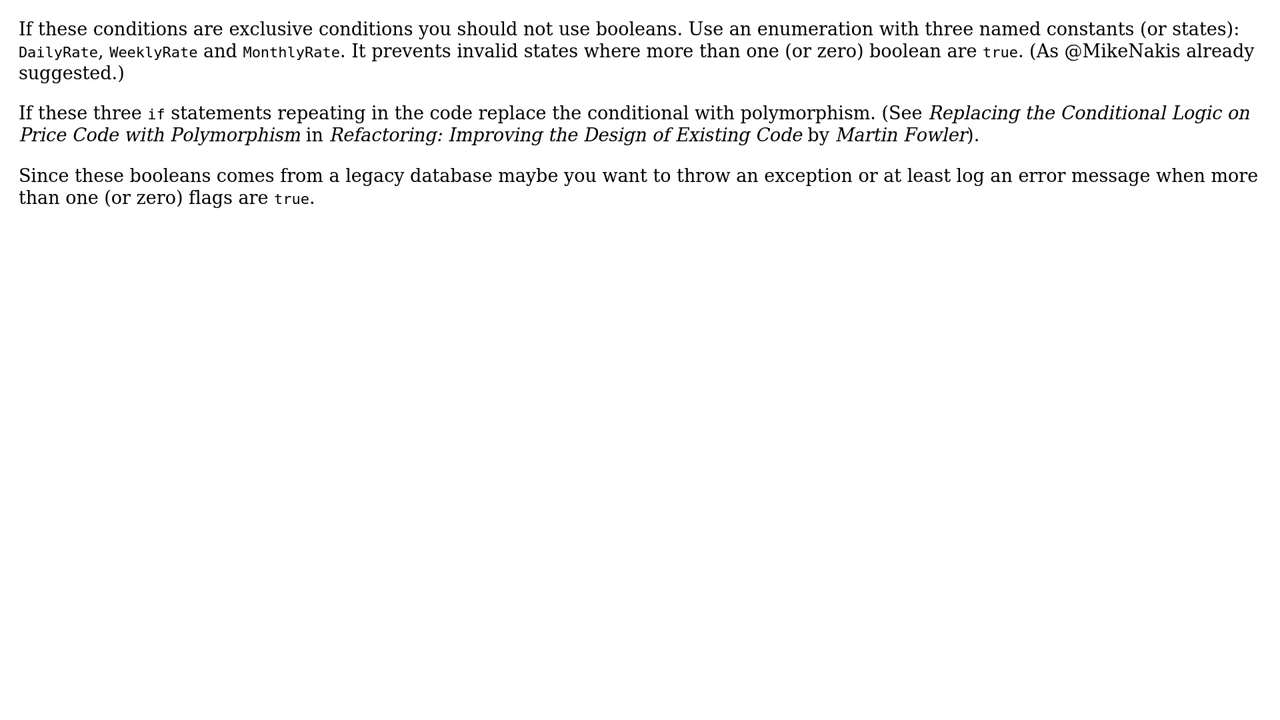 If these conditions are exclusive conditions you should not use booleans. Use an enumeration with three named constants (or states):
DailyRate, WeeklyRate and MonthlyRate. It prevents invalid states where more than one (or zero) boolean are true. (As @MikeNakis already
suggested.)
If these three if statements repeating in the code replace the conditional with polymorphism. (See Replacing the Conditional Logic on
Price Code with Polymorphism in Refactoring: Improving the Design of Existing Code by Martin Fowler).
Since these booleans comes from a legacy database maybe you want to throw an exception or at least log an error message when more
than one (or zero) flags are true.